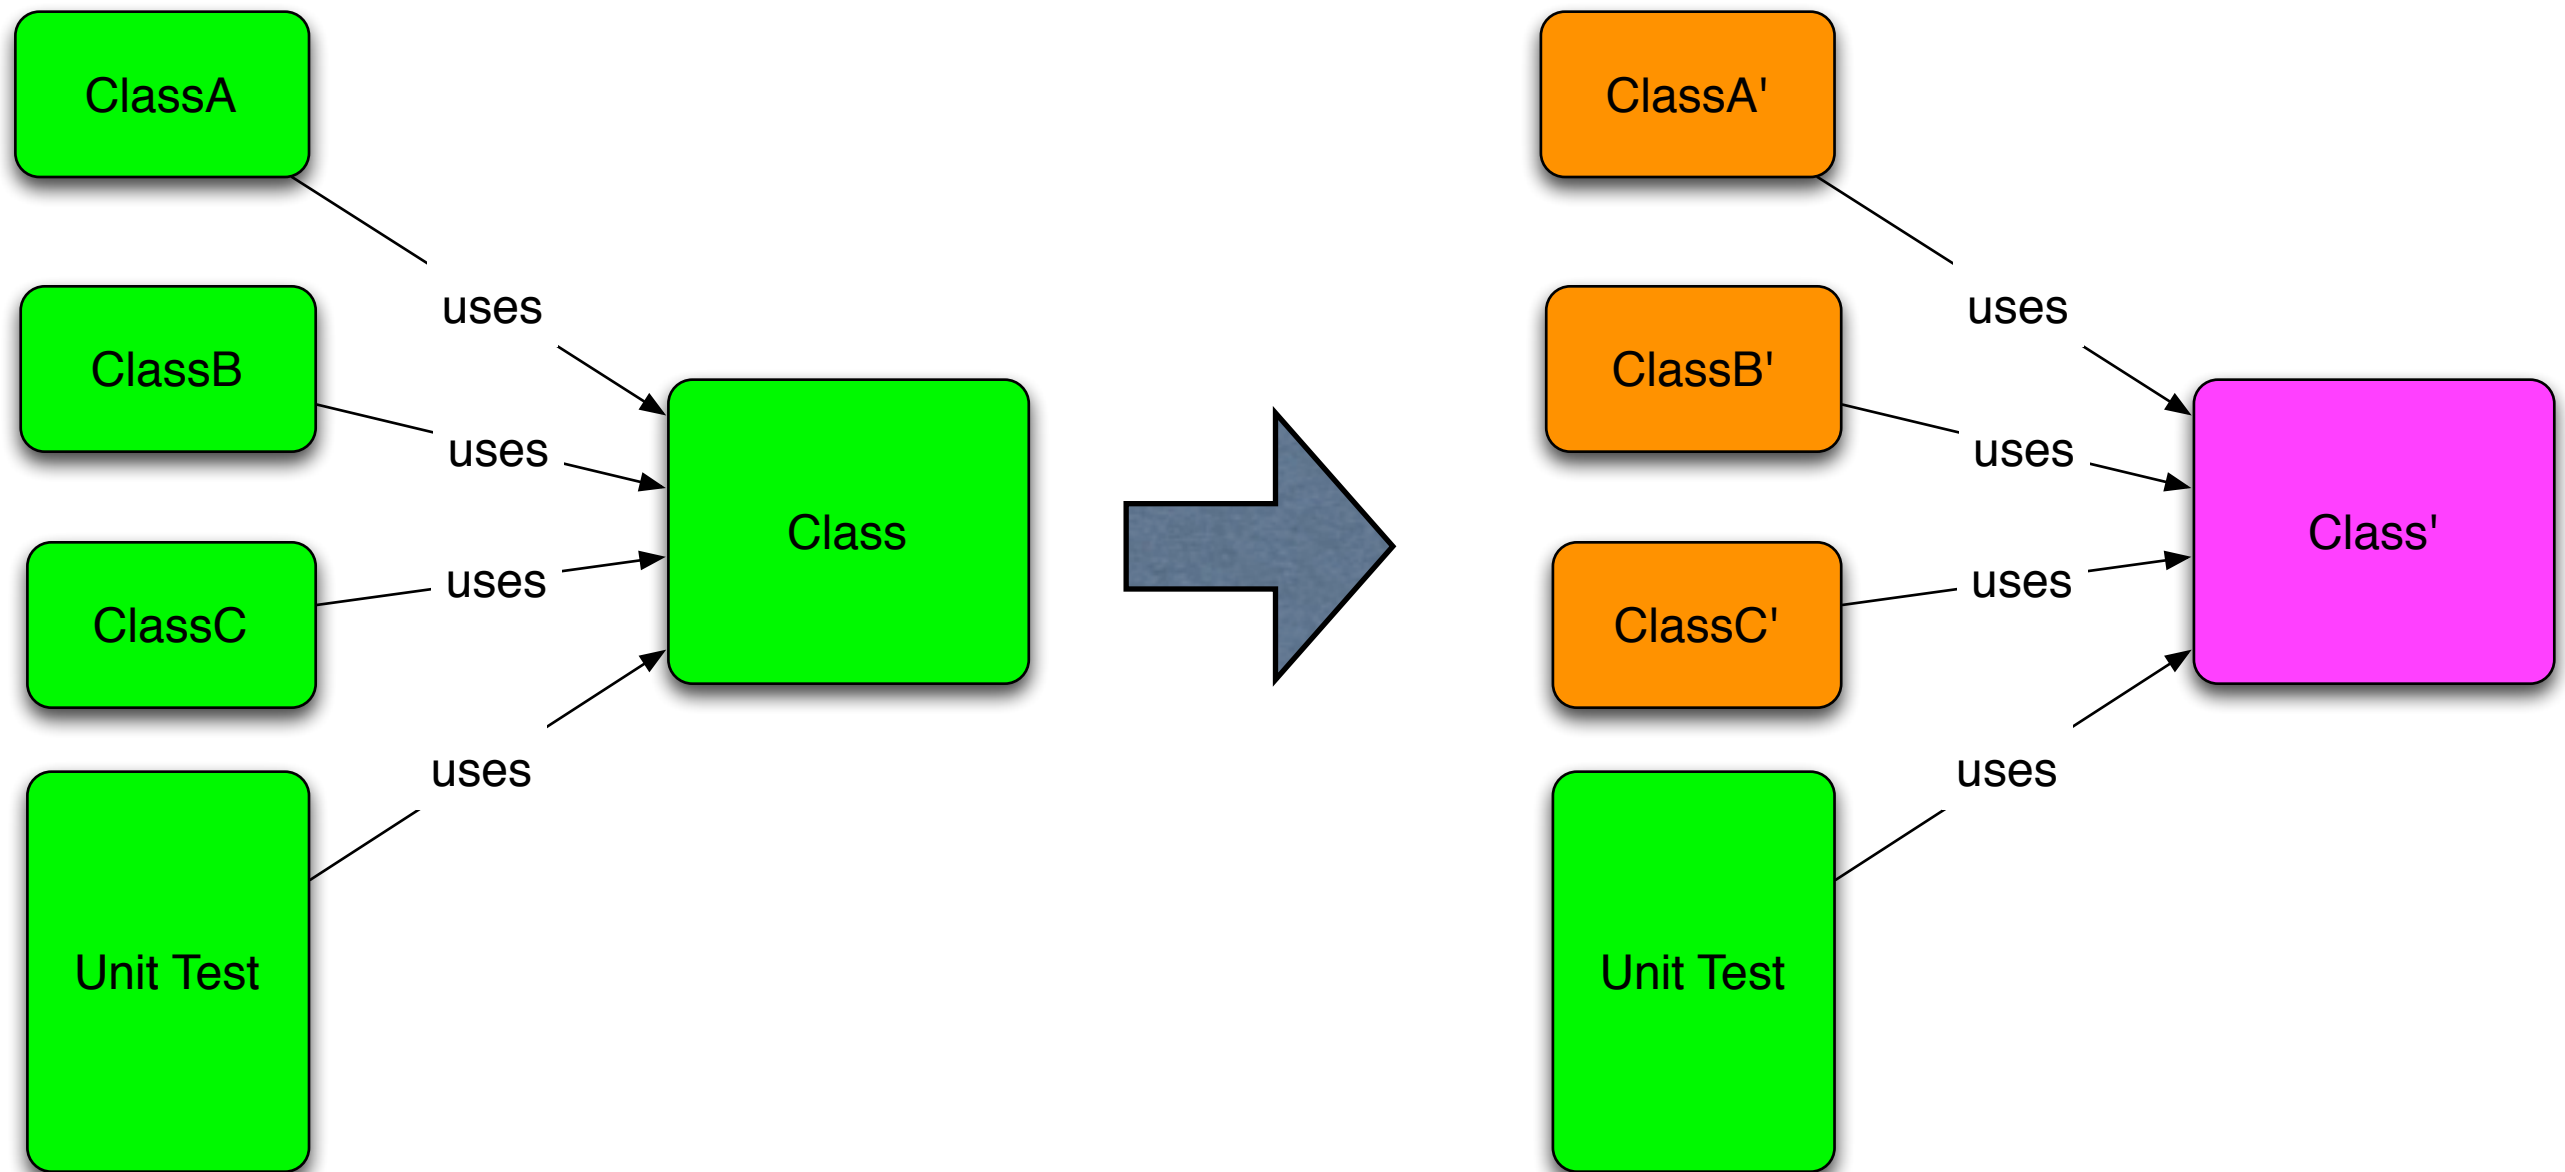 ClassA
uses
ClassB
uses
Class
ClassC
uses
Unit Test
uses
ClassA'
uses
ClassB'
uses
Class'
ClassC'
uses
Unit Test
uses